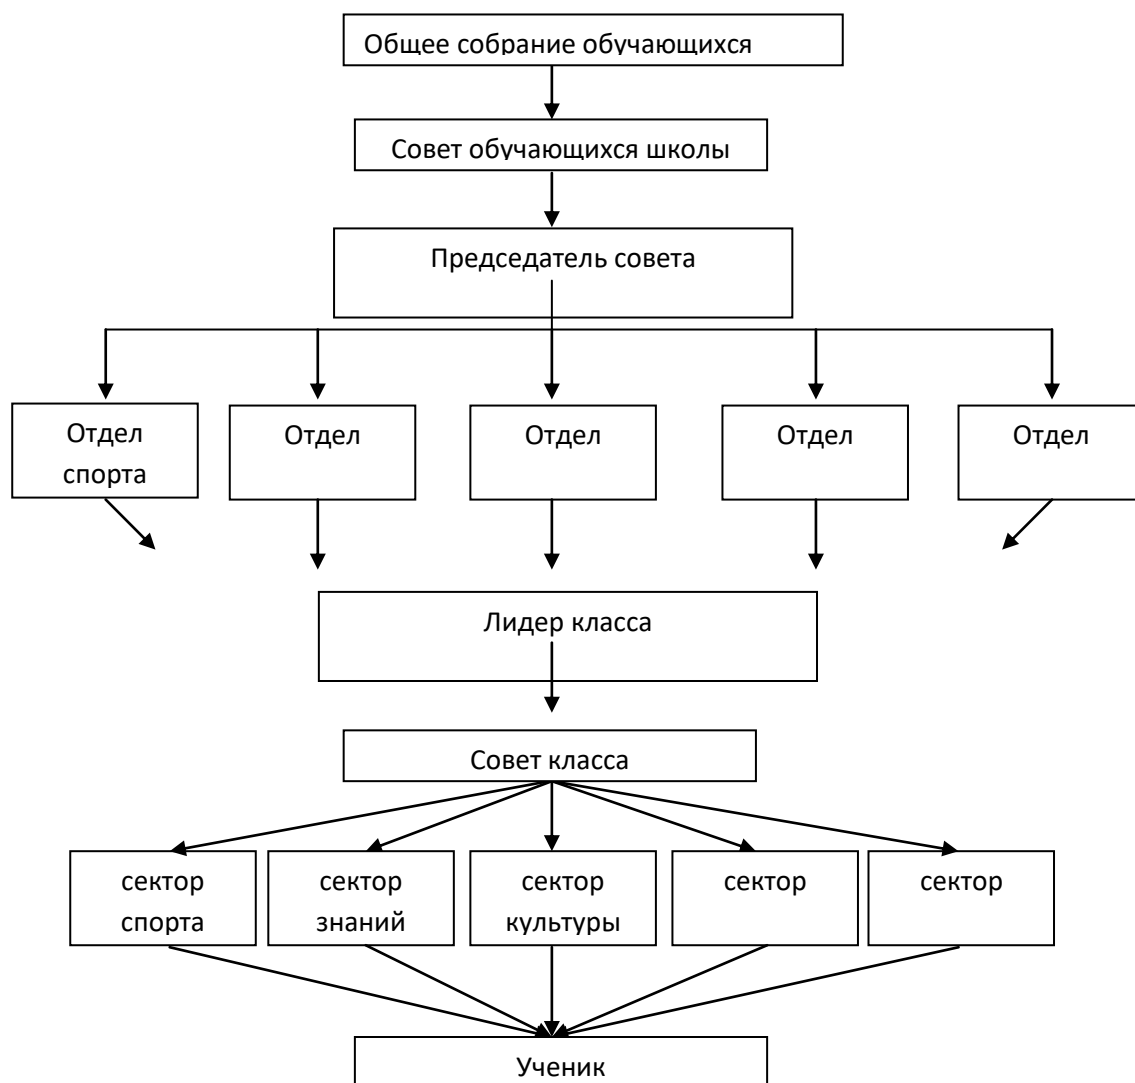 Общее собрание обучающихся
Совет обучающихся школы
Председатель совета
Отдел
спорта
Отдел
Отдел
Отдел
Отдел
Лидер класса
Совет класса
сектор
спорта
сектор
знаний
сектор
культуры
сектор
сектор
Ученик